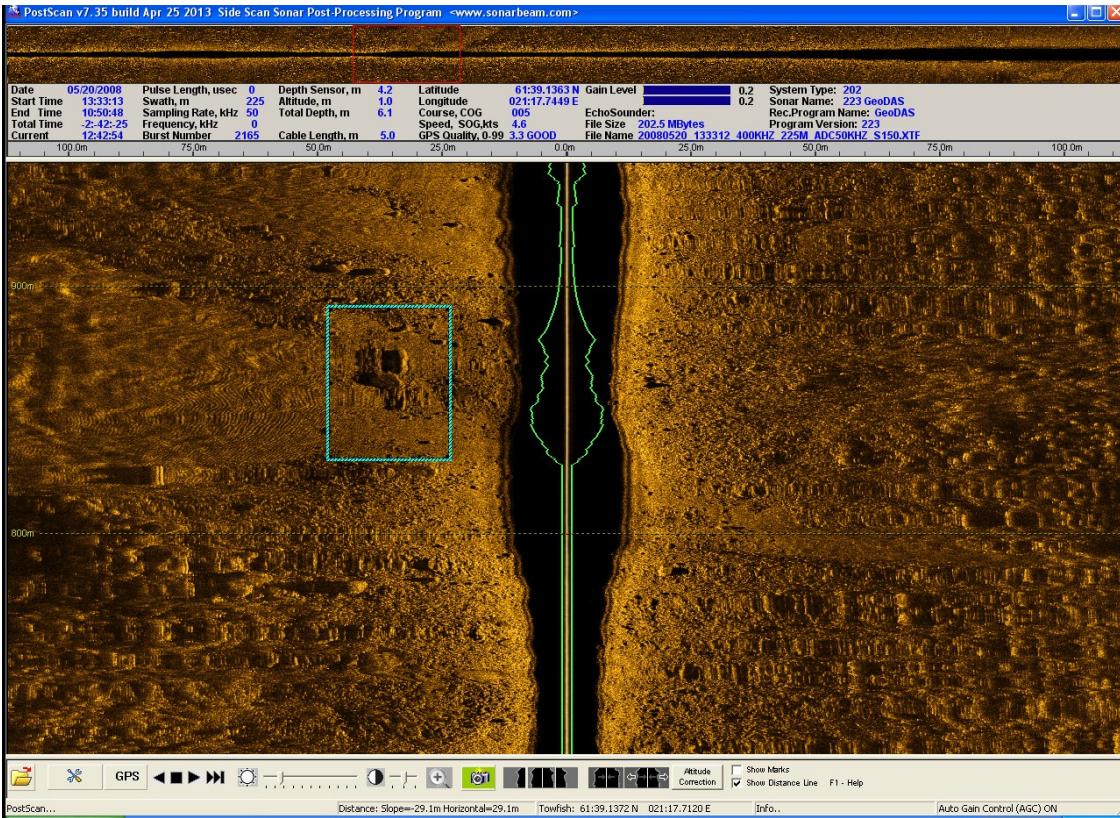 PostScan v7.35 build Apr 25 2013 Side Scan Sonar Post-Processing Program <www.sonarbeam.com>
Date 05/20/2008 Pulse Length, usec 0 Depth Sensor, m 4.2 Latitude 61:39.1363 N Gain Level 0.2 System Type: 202
Start Time 13:33:13 Swath, m 225 Altitude, m 1.0 Longitude 021:17.7449 E 0.2 Sonar Name: 223 GeoDAS
End Time 10:50:48 Sampling Rate, kHz 50 Total Depth, m 6.1 Course, COG 005 EchoSounder: Rec.Program Name: GeoDAS
Total Time -2:-42:-25 Frequency, kHz 0 Speed, SOG,kts 4.6 File Size 202.5 MBytes Program Version: 223
Current 12:42:54 Burst Number 2165 Cable Length, m 5.0 GPS Quality, 0-99 3.3 GOOD File Name 20080520_133312_400KHZ_225M_ADC50KHZ_S150.XTF
100.0m 75.0m 50.0m 25.0m 0.0m 25.0m 50.0m 75.0m 100.0m
900m
800m
GPS Altitude Correction Show Marks
Show Distance Line F1 - Help
PostScan... Distance: Slope=-29.1m Horizontal=29.1m Towfish: 61:39.1372 N 021:17.7120 E Info.. Auto Gain Control (AGC) ON